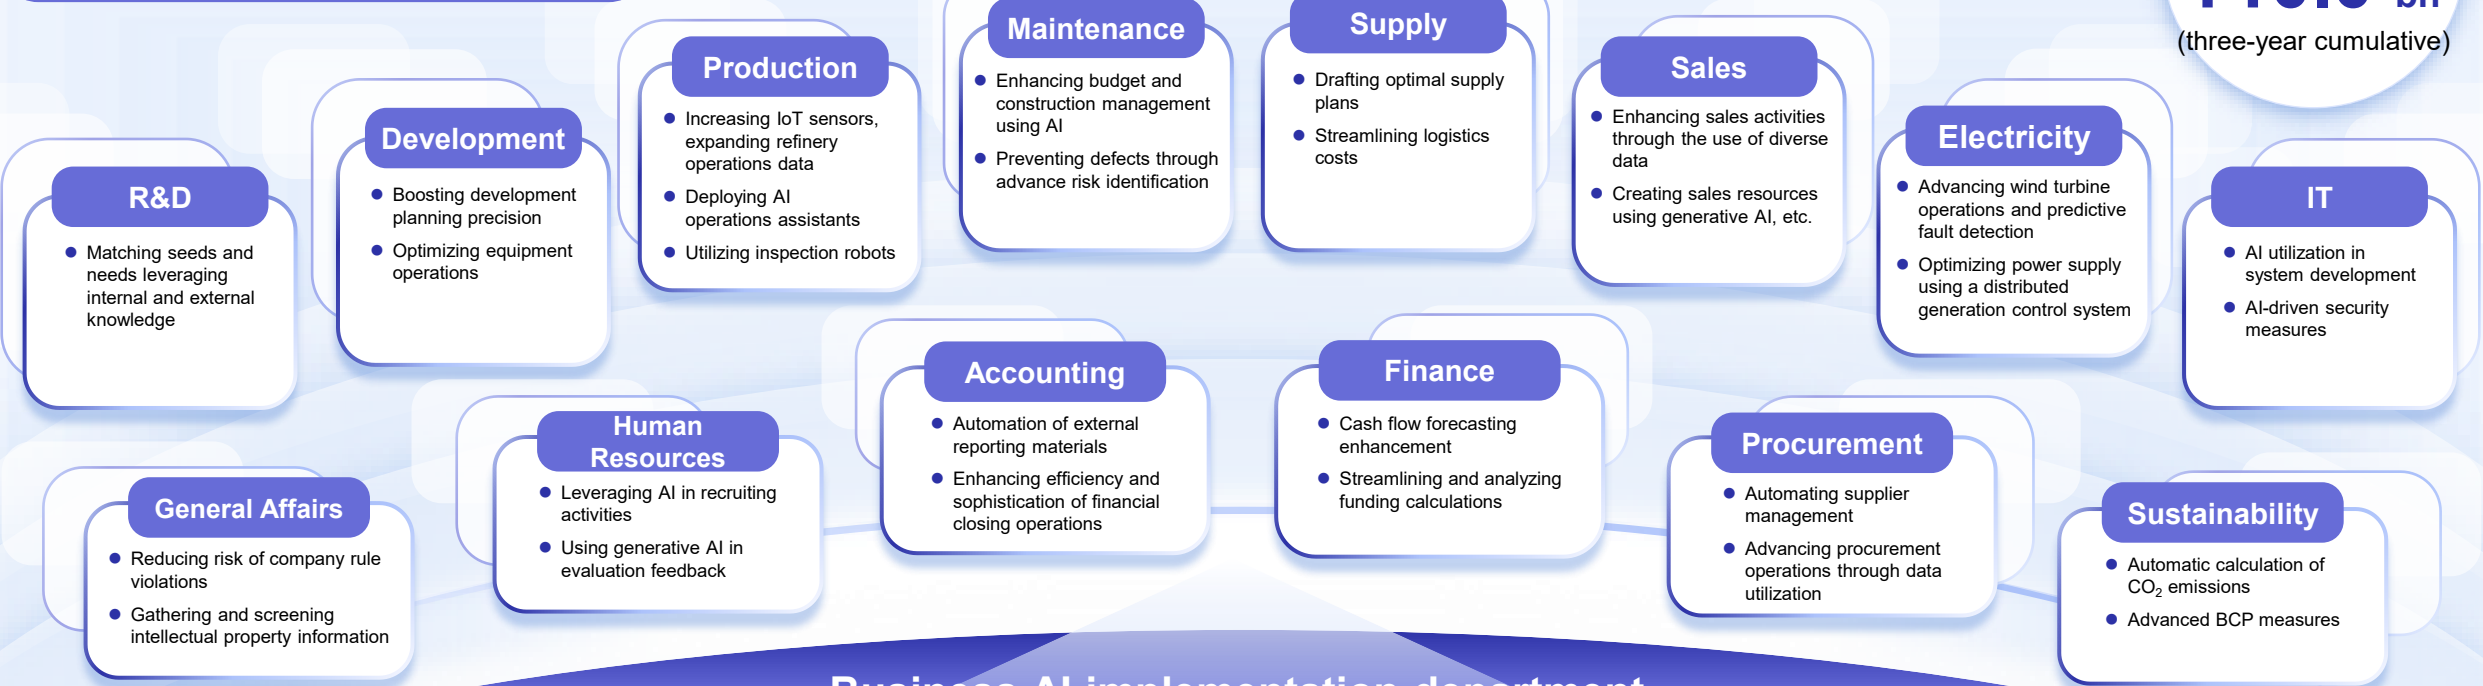 bn
(three-year cumulative)
R&D
Matching seeds and
needs leveraging
internal and external
knowledge
Development
Boosting development
planning precision
Optimizing equipment
operations
Production
Increasing IoT sensors,
expanding refinery
operations data
Deploying AI
operations assistants
Utilizing inspection robots
Maintenance
Enhancing budget and
construction management
using AI
Preventing defects through
advance risk identification
Supply
Drafting optimal supply
plans
Streamlining logistics
costs
Sales
Enhancing sales activities
through the use of diverse
data
Creating sales resources
using generative AI, etc.
Electricity
Advancing wind turbine
operations and predictive
fault detection
Optimizing power supply
using a distributed
generation control system
IT
AI utilization in
system development
AI-driven security
measures
General Affairs
Reducing risk of company rule
violations
Gathering and screening
intellectual property information
Human
Resources
Leveraging AI in recruiting
activities
Using generative AI in
evaluation feedback
Accounting
Automation of external
reporting materials
Enhancing efficiency and
sophistication of financial
closing operations
Finance
Cash flow forecasting
enhancement
Streamlining and analyzing
funding calculations
Procurement
Automating supplier
management
Advancing procurement
operations through data
utilization
Sustainability
Automatic calculation of
CO₂ emissions
Advanced BCP measures
Business AI implementation department